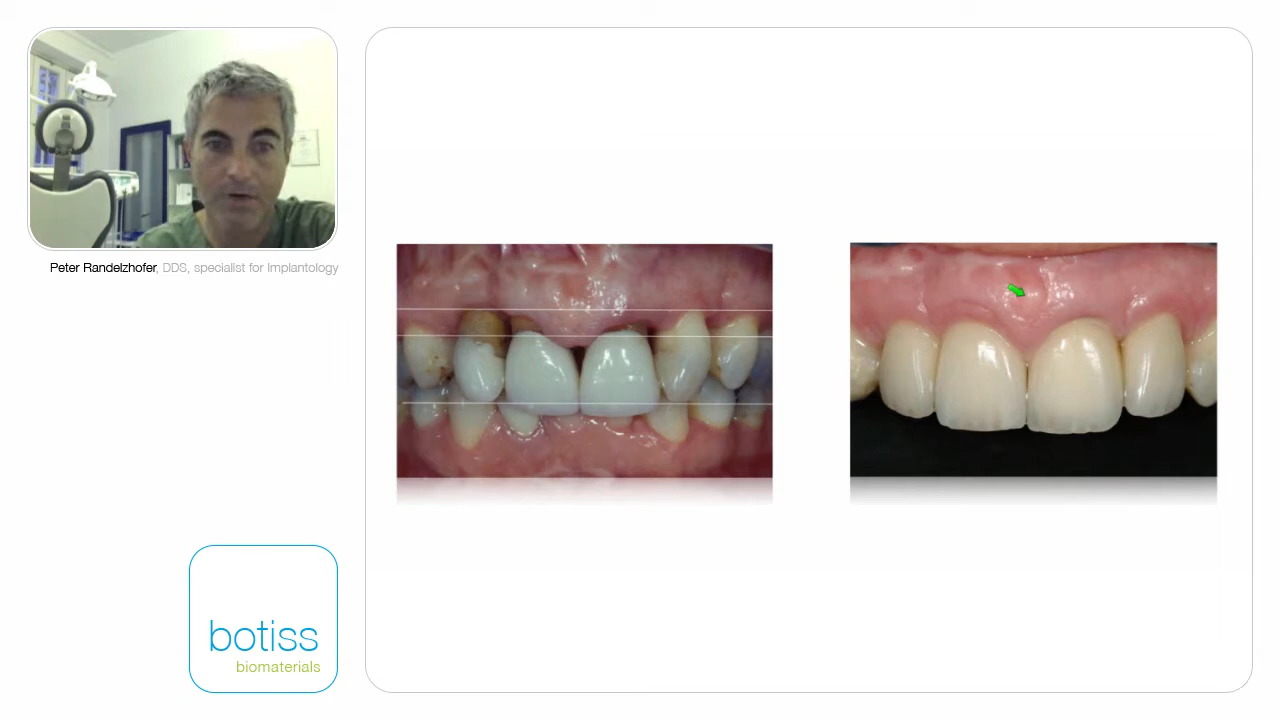 Peter Randelzhofer, DDS, specialist for Implantology
botiss
biomaterials